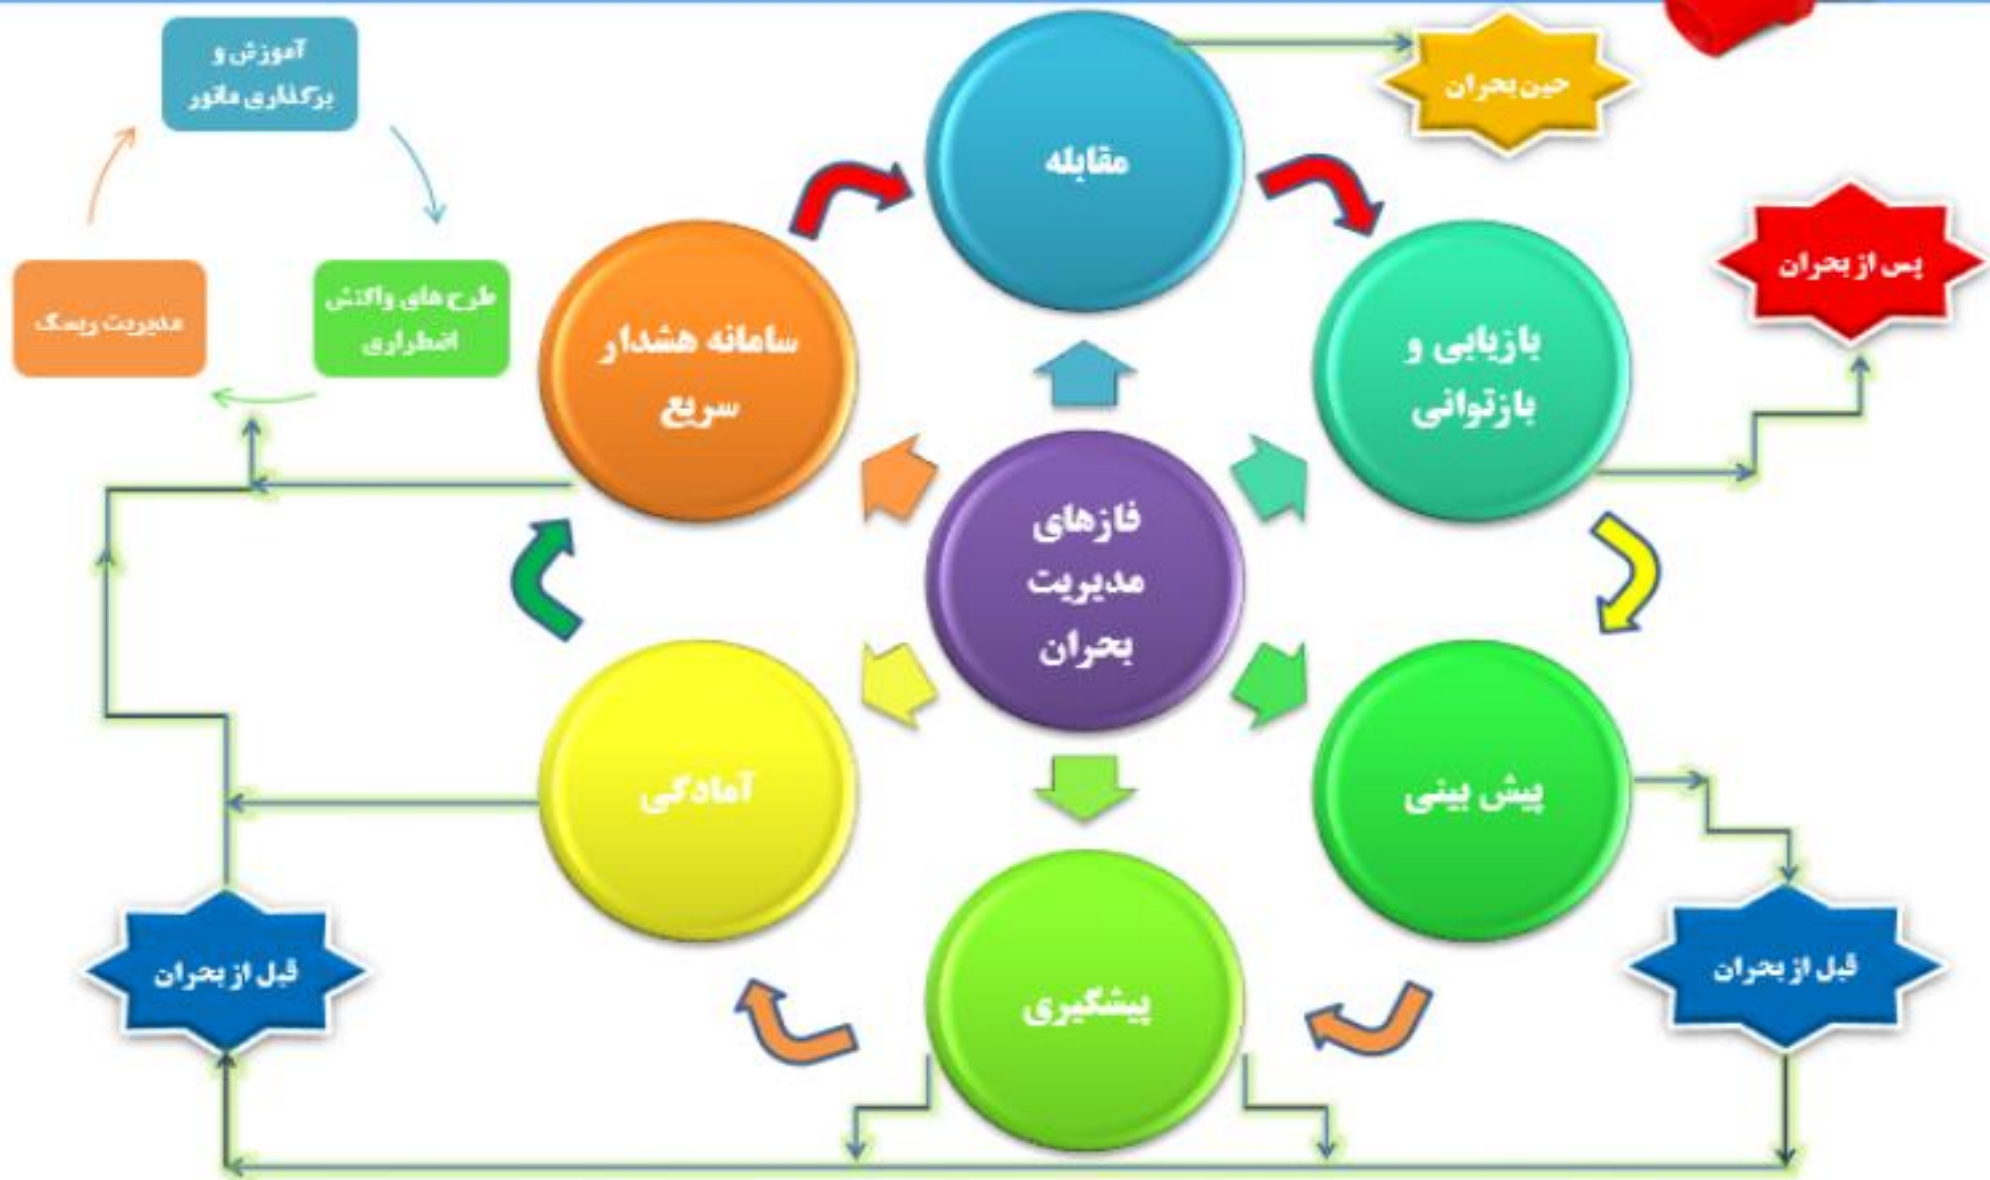 آموزش و
برگذاری مانور
مدیریت ریسک
طرح های واکنش
اضطراری
حین بحران
مقابله
پس از بحران
سامانه هشدار
سریع
بازیابی و
بازتوانی
فازهای
مدیریت
بحران
آمادگی
پیش بینی
قبل از بحران
پیشگیری
قبل از بحران